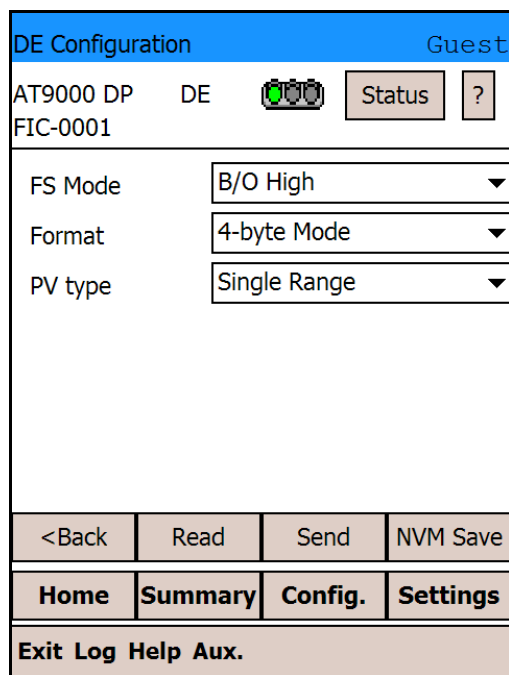 DE Configuration Guest
AT9000 DP DE Status ?
FIC-0001
FS Mode B/O High
Format 4-byte Mode
PV type Single Range
<Back Read Send NVM Save
Home Summary Config. Settings
Exit Log Help Aux.